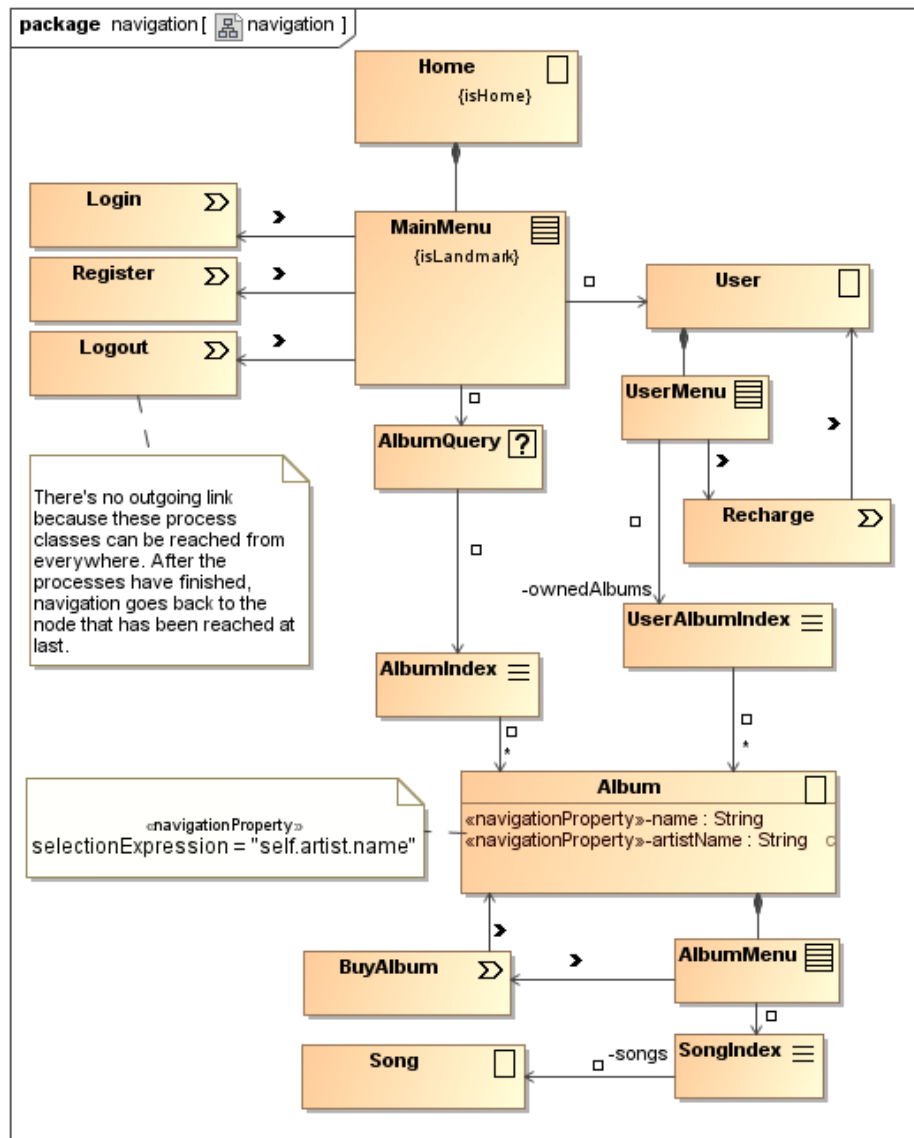 package navigation [ navigation ]
Home
{isHome}
Login
MainMenu
{isLandmark}
Register
User
Logout
UserMenu
AlbumQuery ?
There's no outgoing link
because these process
classes can be reached from
everywhere. After the
processes have finished,
navigation goes back to the
node that has been reached at
last.
Recharge
-ownedAlbums
UserAlbumIndex
AlbumIndex
*
*
Album
«navigationProperty»-name : String
«navigationProperty»-artistName : String c
«navigationProperty»
selectionExpression = "self.artist.name"
BuyAlbum
AlbumMenu
Song
-songs
SongIndex